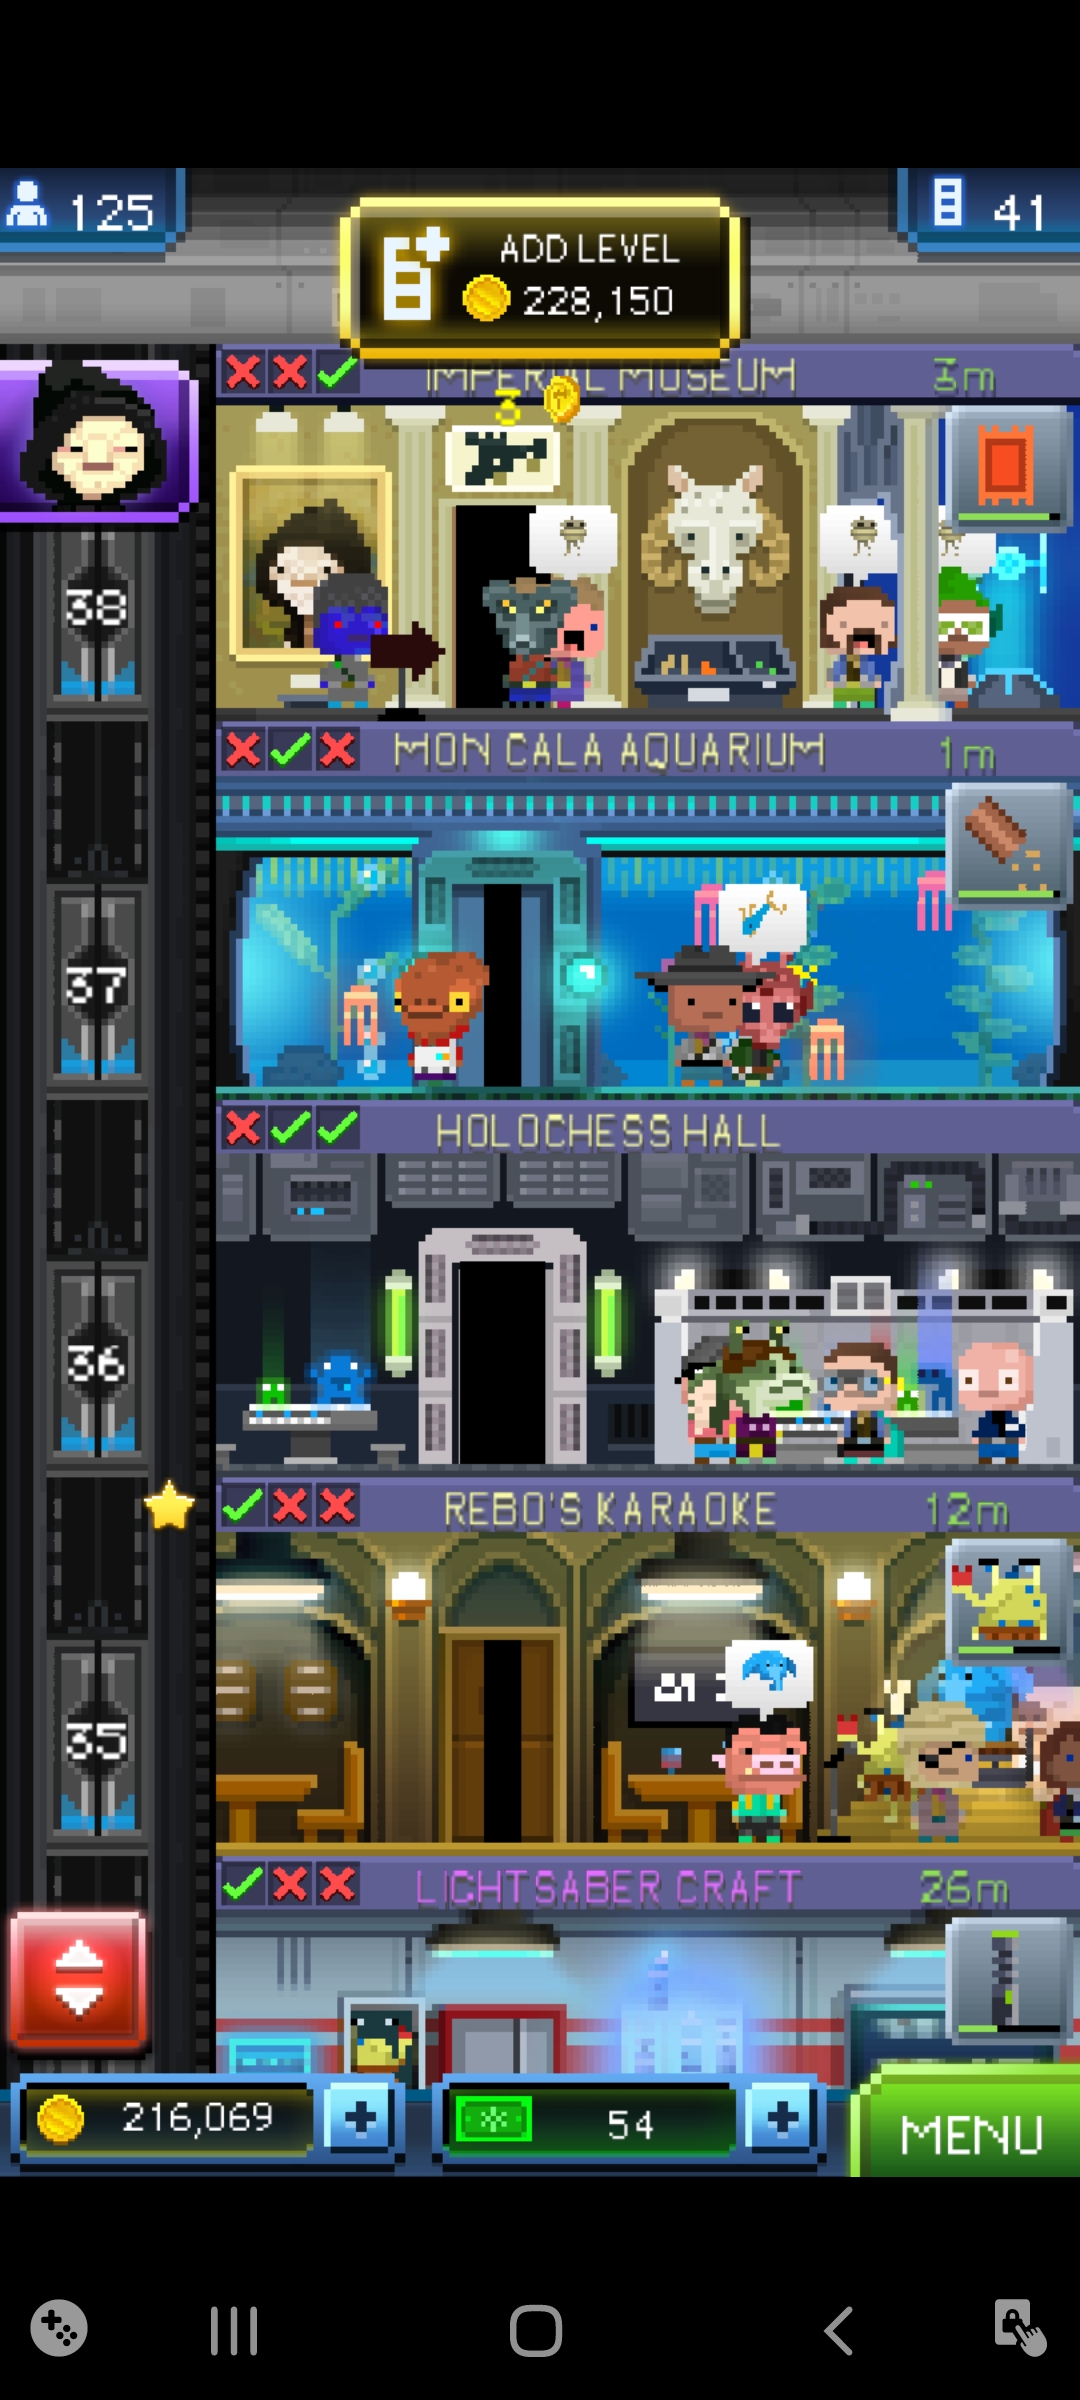 125
ADD LEVEL
228,150
41
IMPERIAL MUSEUM 3m
3
38
MON CALA AQUARIUM 1m
37
HOLOCHESS HALL
36
REBO'S KARAOKE 12m
35
LIGHTSABER CRAFT 26m
216,069
54
MENU